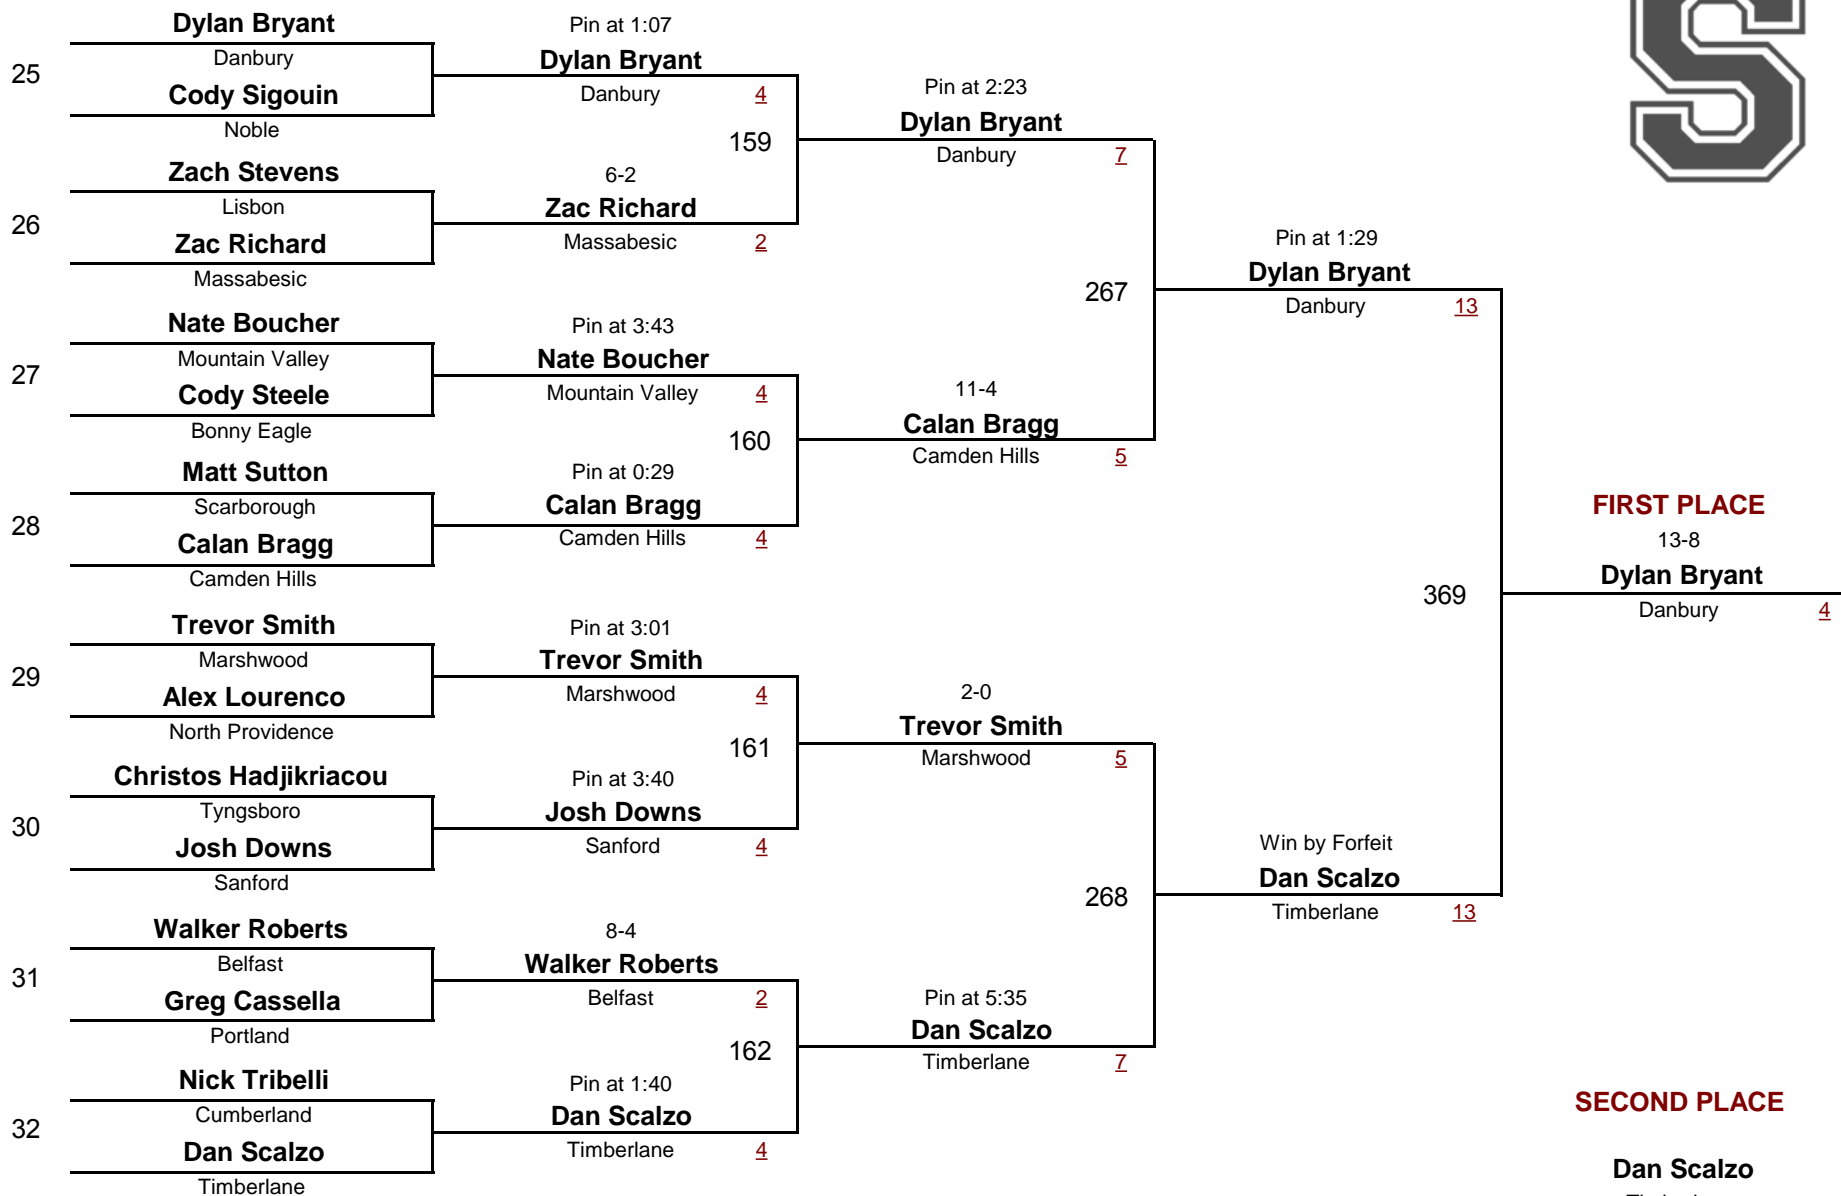 Dylan Bryant
Danbury
25
Cody Sigouin
Noble
Zach Stevens
Lisbon
26
Zac Richard
Massabesic
Nate Boucher
Mountain Valley
27
Cody Steele
Bonny Eagle
Matt Sutton
Scarborough
28
Calan Bragg
Camden Hills
Trevor Smith
Marshwood
29
Alex Lourenco
North Providence
Christos Hadjikriacou
Tyngsboro
30
Josh Downs
Sanford
Walker Roberts
Belfast
31
Greg Cassella
Portland
Nick Tribelli
Cumberland
32
Dan Scalzo
Timberlane
Pin at 1:07
Dylan Bryant
Danbury 4
159
6-2
Zac Richard
Massabesic 2
Pin at 3:43
Nate Boucher
Mountain Valley 4
160
Pin at 0:29
Calan Bragg
Camden Hills 4
Pin at 3:01
Trevor Smith
Marshwood 4
161
Pin at 3:40
Josh Downs
Sanford 4
8-4
Walker Roberts
Belfast 2
162
Pin at 1:40
Dan Scalzo
Timberlane 4
Pin at 2:23
Dylan Bryant
Danbury 7
267
11-4
Calan Bragg
Camden Hills 5
2-0
Trevor Smith
Marshwood 5
268
Pin at 5:35
Dan Scalzo
Timberlane 7
Pin at 1:29
Dylan Bryant
Danbury 13
369
Win by Forfeit
Dan Scalzo
Timberlane 13
S
FIRST PLACE
13-8
Dylan Bryant
Danbury 4
SECOND PLACE
Dan Scalzo